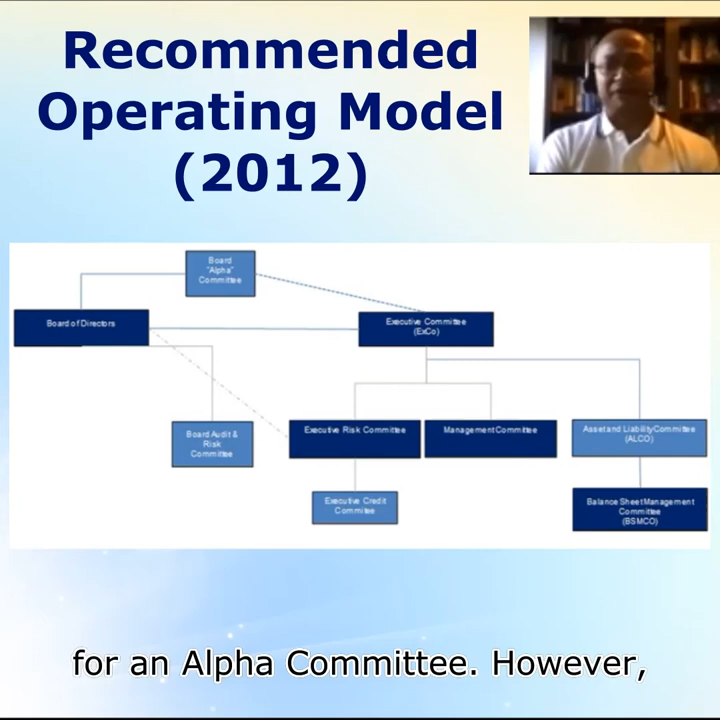 Recommended
Operating Model
(2012)
Board
"Alpha"
Committee
Board of Directors
Executive Committee
(ExCo)
Board Audit &
Risk
Committee
Executive Risk Committee
Management Committee
Asset and Liability Committee
(ALCO)
Executive Credit
Committee
Balance Sheet Management
Committee
(BSMCO)
for an Alpha Committee. However,